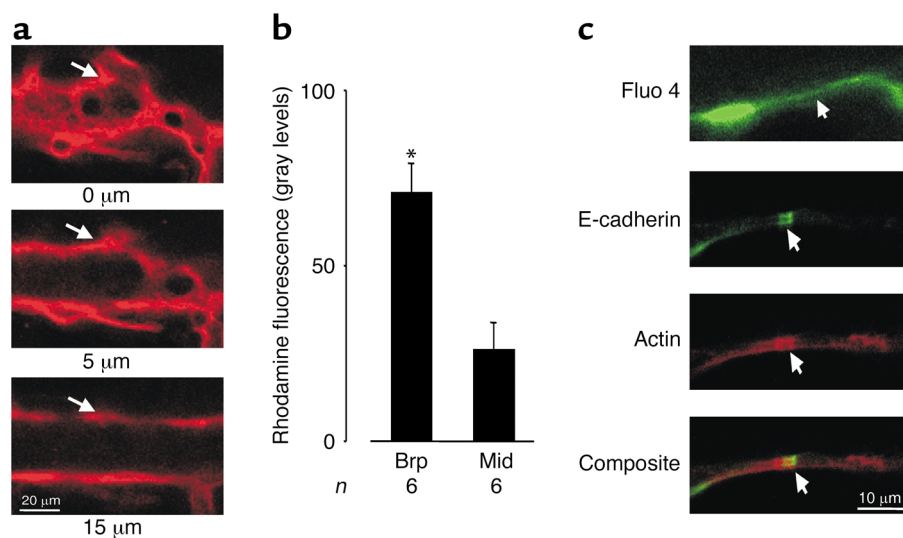 a
0 μm
5 μm
20 μm
15 μm
b
Rhodamine fluorescence (gray levels)
100
50
0
*
Brp Mid
n 6 6
c
Fluo 4
E-cadherin
Actin
Composite
10 μm